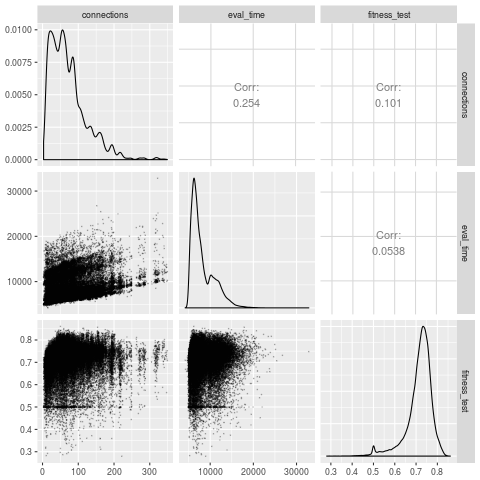 connections eval_time fitness_test
0.0100
0.0075
0.0050
0.0025
0.0000
Corr:
0.254
Corr:
0.101
connections
30000
20000
10000
Corr:
0.0538
eval_time
0.8
0.7
0.6
0.5
0.4
0.3
fitness_test
0 100 200 300 10000 20000 30000 0.3 0.4 0.5 0.6 0.7 0.8